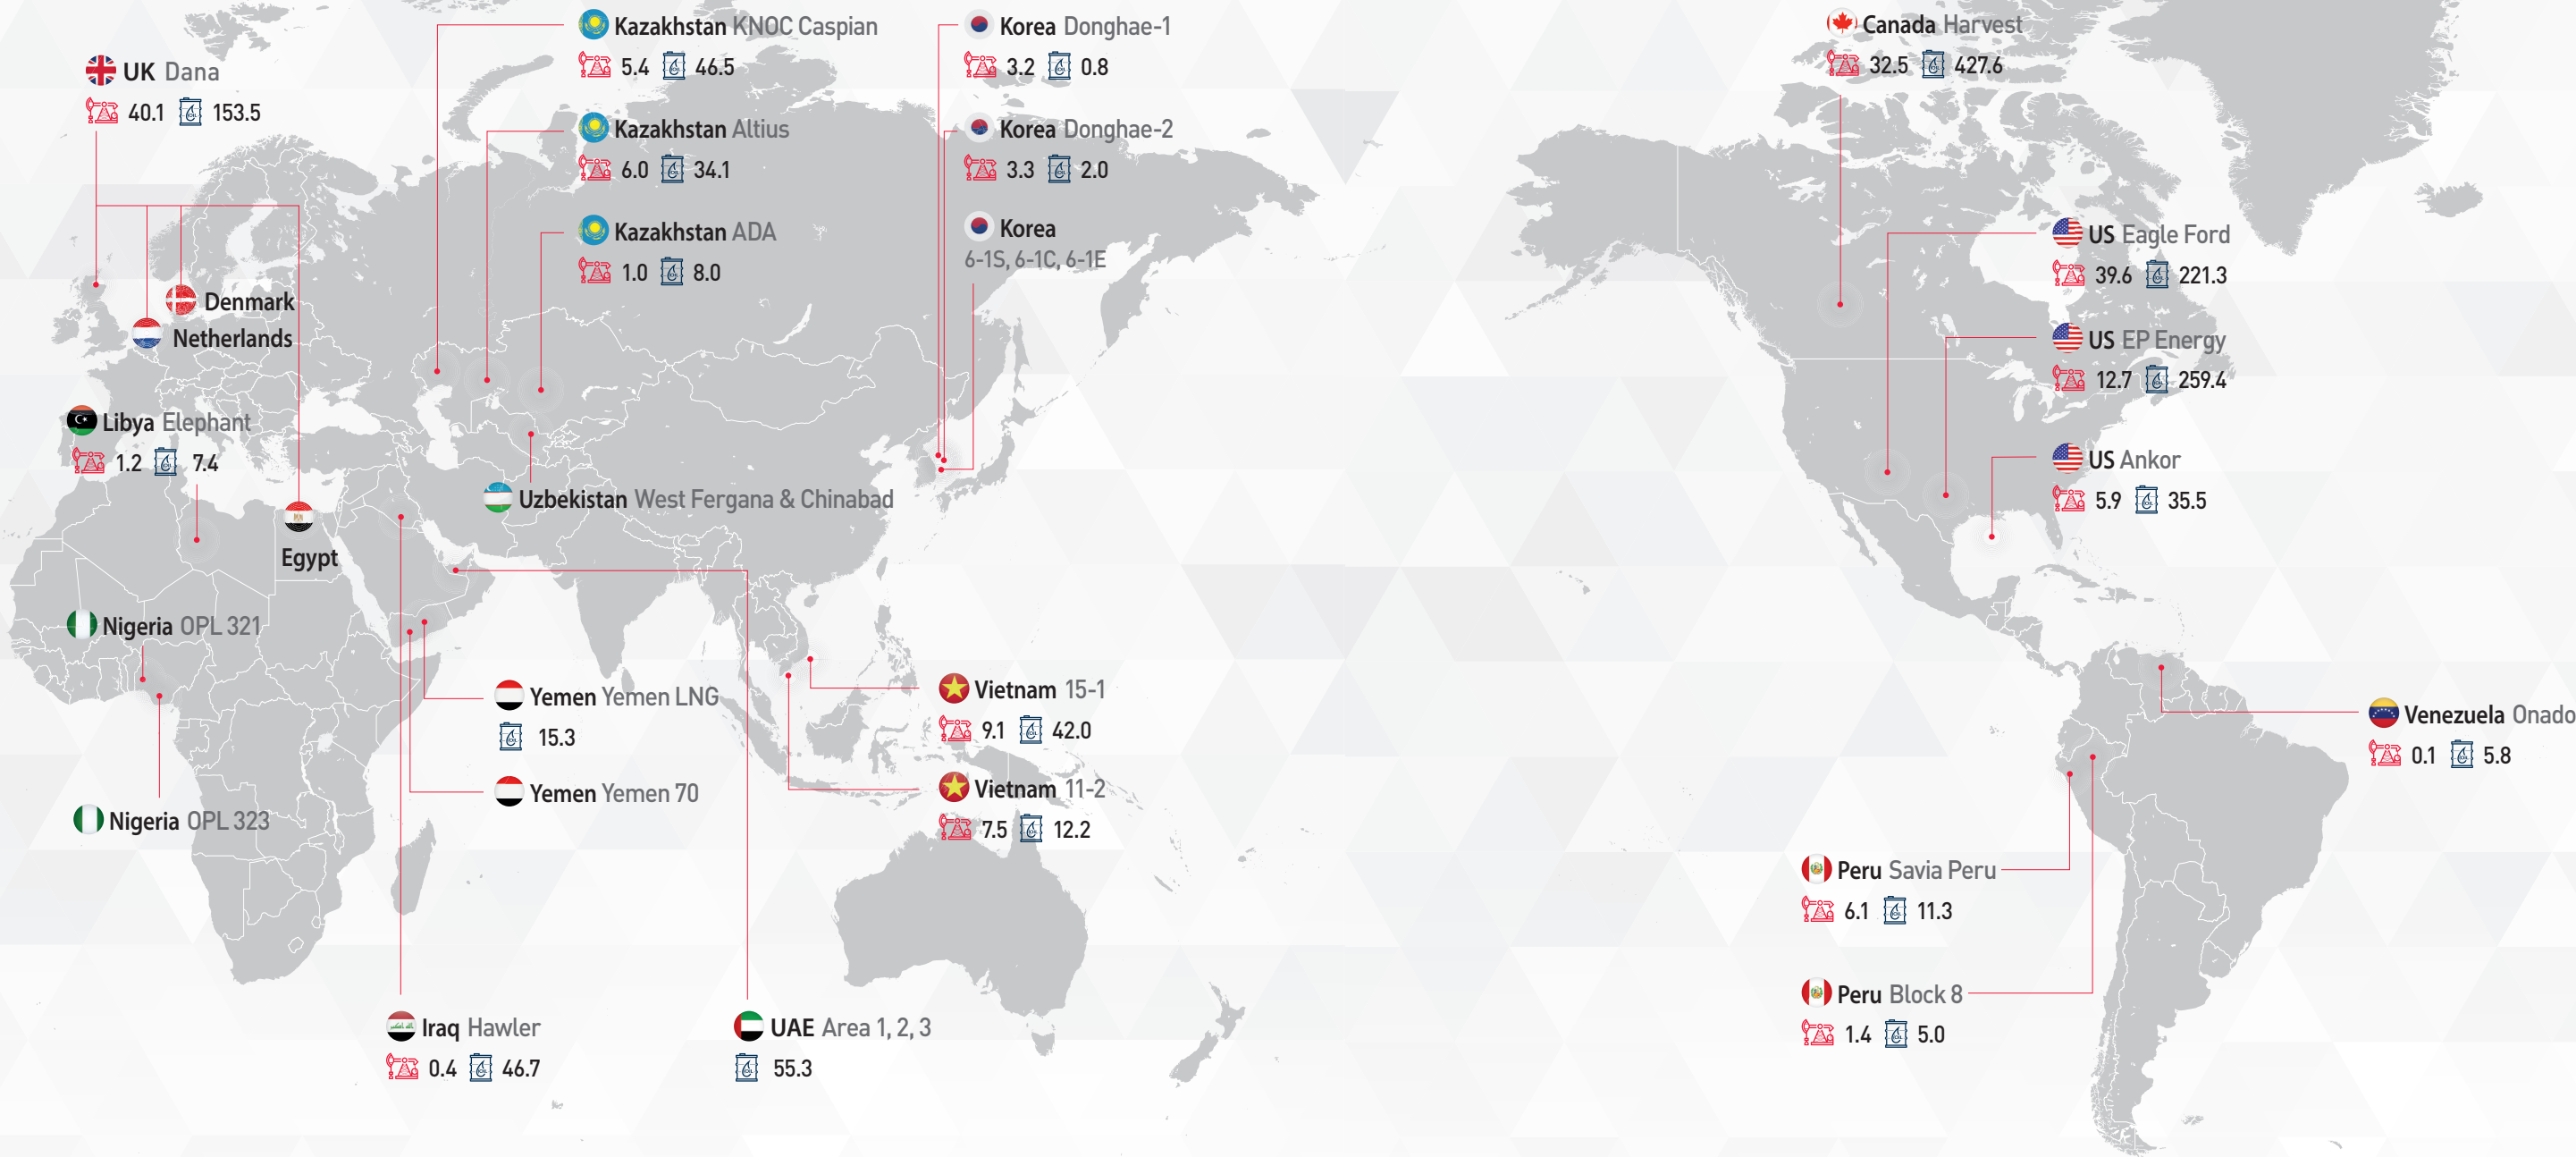 UK Dana
40.1 153.5
Denmark
Netherlands
Libya Elephant
1.2 7.4
Egypt
Nigeria OPL 321
Nigeria OPL 323
Kazakhstan KNOC Caspian
5.4 46.5
Kazakhstan Altius
6.0 34.1
Kazakhstan ADA
1.0 8.0
Uzbekistan West Fergana & Chinabad
Yemen Yemen LNG
15.3
Yemen Yemen 70
Iraq Hawler
0.4 46.7
UAE Area 1, 2, 3
55.3
Korea Donghae-1
3.2 0.8
Korea Donghae-2
3.3 2.0
Korea
6-1S, 6-1C, 6-1E
Vietnam 15-1
9.1 42.0
Vietnam 11-2
7.5 12.2
Canada Harvest
32.5 427.6
US Eagle Ford
39.6 221.3
US EP Energy
12.7 259.4
US Ankor
5.9 35.5
Venezuela Onado
0.1 5.8
Peru Savia Peru
6.1 11.3
Peru Block 8
1.4 5.0